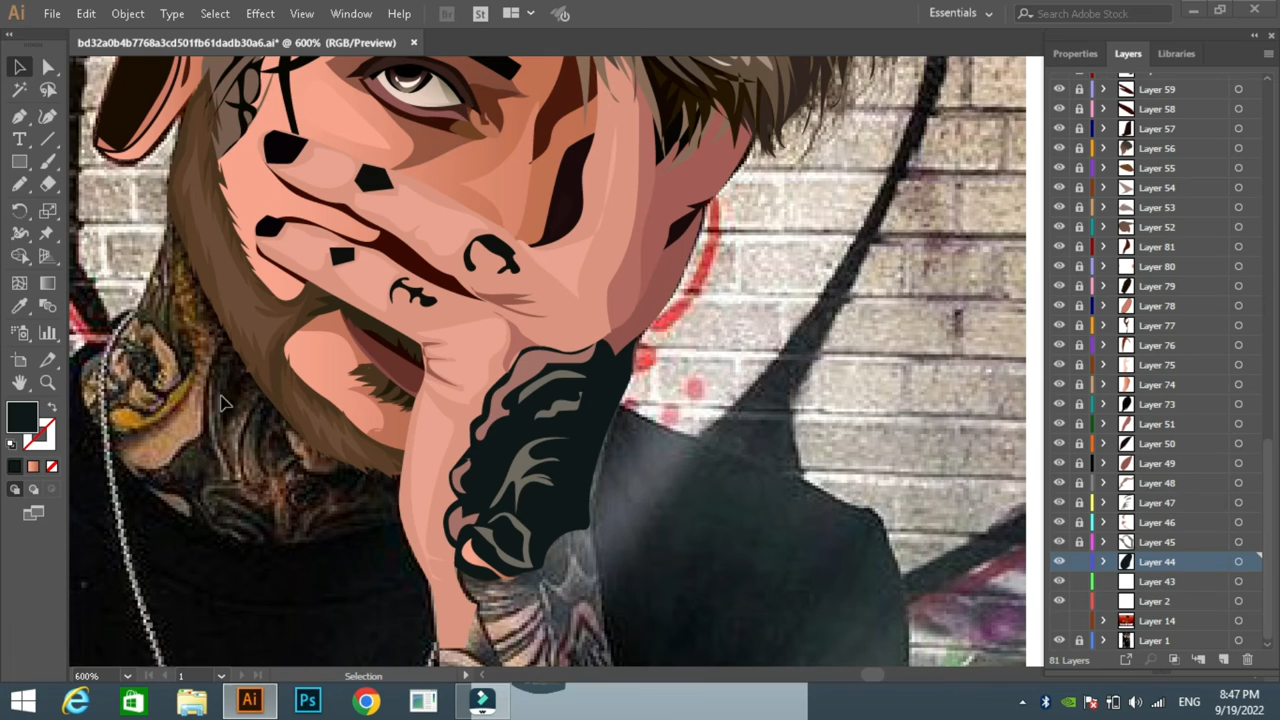 Ai File Edit Object Type Select Effect View Window Help Br St Essentials Search Adobe Stock
bd32a0b4b7768a3cd501fb61dadb30a6.ai* @ 600% (RGB/Preview)
Properties Layers Libraries
Layer 59
Layer 58
Layer 57
Layer 56
Layer 55
Layer 54
Layer 53
Layer 52
Layer 81
Layer 80
Layer 79
Layer 78
Layer 77
Layer 76
Layer 75
Layer 74
Layer 73
Layer 51
Layer 50
Layer 49
Layer 48
Layer 47
Layer 46
Layer 45
Layer 44
Layer 43
Layer 2
Layer 14
Layer 1
81 Layers
600% 1 Selection
Ai Ps ENG 8:47 PM
9/19/2022